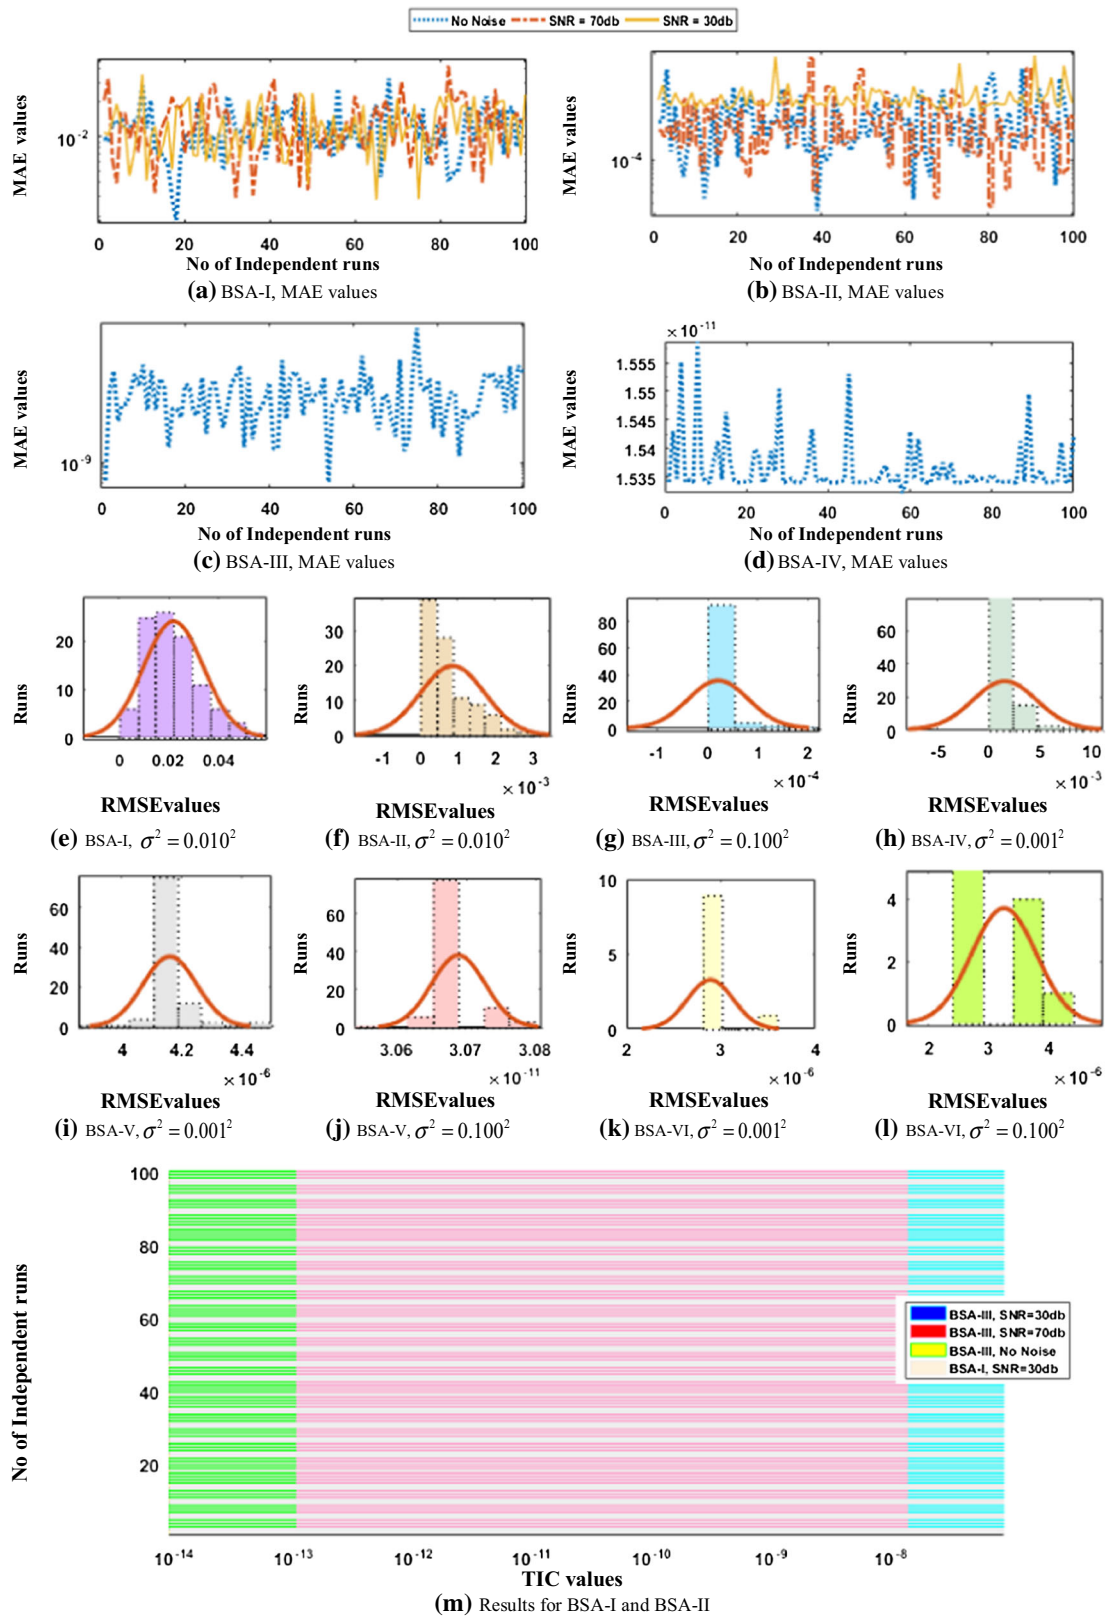 No Noise SNR = 70db SNR = 30db
MAE values
10^-2
0 20 40 60 80 100
No of Independent runs
(a) BSA-I, MAE values
MAE values
10^-4
0 20 40 60 80 100
No of Independent runs
(b) BSA-II, MAE values
MAE values
10^-9
0 20 40 60 80 100
No of Independent runs
(c) BSA-III, MAE values
× 10^-11
MAE values
1.555
1.55
1.545
1.54
1.535
0 20 40 60 80 100
No of Independent runs
(d) BSA-IV, MAE values
Runs
20
10
0
0 0.02 0.04
RMSEvalues
(e) BSA-I, σ² = 0.010²
Runs
30
20
10
0
-1 0 1 2 3
× 10^-3
RMSEvalues
(f) BSA-II, σ² = 0.010²
Runs
80
60
40
20
0
-1 0 1 2
× 10^-4
RMSEvalues
(g) BSA-III, σ² = 0.100²
Runs
60
40
20
0
-5 0 5 10
× 10^-3
RMSEvalues
(h) BSA-IV, σ² = 0.001²
Runs
60
40
20
0
4 4.2 4.4
× 10^-6
RMSEvalues
(i) BSA-V, σ² = 0.001²
Runs
60
40
20
0
3.06 3.07 3.08
× 10^-11
RMSEvalues
(j) BSA-V, σ² = 0.100²
Runs
10
5
0
2 3 4
× 10^-6
RMSEvalues
(k) BSA-VI, σ² = 0.001²
Runs
4
2
0
2 3 4
× 10^-6
RMSEvalues
(l) BSA-VI, σ² = 0.100²
No of Independent runs
100
80
60
40
20
BSA-III, SNR=30db
BSA-III, SNR=70db
BSA-III, No Noise
BSA-I, SNR=30db
10^-14 10^-13 10^-12 10^-11 10^-10 10^-9 10^-8
TIC values
(m) Results for BSA-I and BSA-II